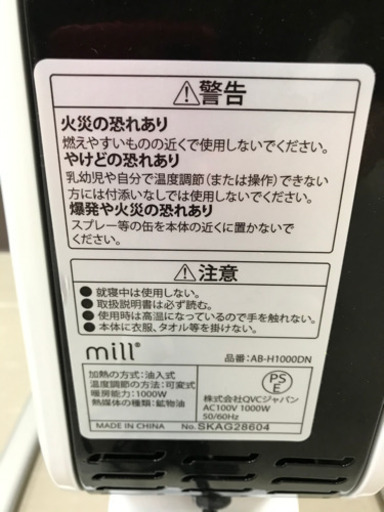 ⚠警告
火災の恐れあり
燃えやすいものの近くで使用しないでください。
やけどの恐れあり
乳幼児や自分で温度調節(または操作)できない
方には付添いなしでは使用しないでください。
爆発や火災の恐れあり
スプレー等の缶を本体の近くに置かないで
ください。
⚠注意
●就寝中は使用しない。
●取扱説明書は必ず読む。
●使用時は高温になっているので手を触れない。
●本体に衣服、タオル等を掛けない。
mill®
品番:AB-H1000DN
加熱の方式:油入式
温度調節の方法:可変式
暖房能力:1000W
熱媒体の種類:鉱物油
PSE
株式会社QVCジャパン
AC100V 1000W
50/60Hz
MADE IN CHINA
No. SKAG28604